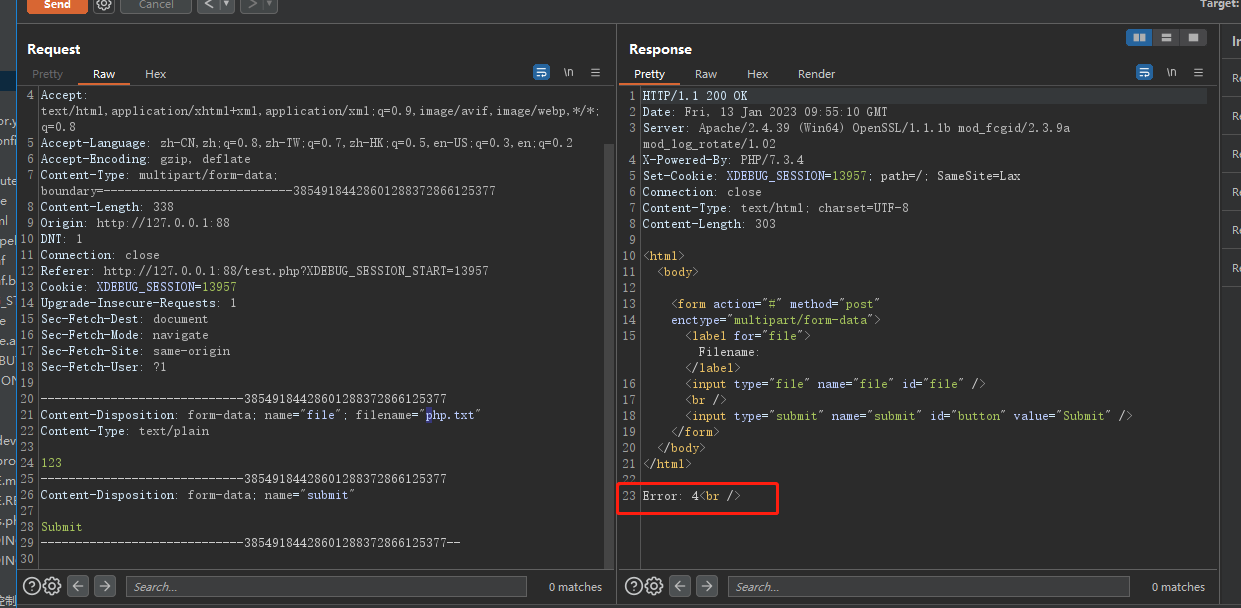 Send
Cancel
Target:
Request
Pretty Raw Hex
\n
4 Accept:
text/html,application/xhtml+xml,application/xml;q=0.9,image/avif,image/webp,*/*;
q=0.8
5 Accept-Language: zh-CN,zh;q=0.8,zh-TW;q=0.7,zh-HK;q=0.5,en-US;q=0.3,en;q=0.2
6 Accept-Encoding: gzip, deflate
7 Content-Type: multipart/form-data;
boundary=---------------------------385491844286012883728661253​77
8 Content-Length: 338
9 Origin: http://127.0.0.1:88
10 DNT: 1
11 Connection: close
12 Referer: http://127.0.0.1:88/test.php?XDEBUG_SESSION_START=13957
13 Cookie: XDEBUG_SESSION=13957
14 Upgrade-Insecure-Requests: 1
15 Sec-Fetch-Dest: document
16 Sec-Fetch-Mode: navigate
17 Sec-Fetch-Site: same-origin
18 Sec-Fetch-User: ?1
19
20 -----------------------------38549184428601288372866125377
21 Content-Disposition: form-data; name="file"; filename="php.txt"
22 Content-Type: text/plain
23
24 123
25 -----------------------------38549184428601288372866125377
26 Content-Disposition: form-data; name="submit"
27
28 Submit
29 -----------------------------38549184428601288372866125377--
30
Search...
0 matches
Response
Pretty Raw Hex Render
\n
1 HTTP/1.1 200 OK
2 Date: Fri, 13 Jan 2023 09:55:10 GMT
3 Server: Apache/2.4.39 (Win64) OpenSSL/1.1.1b mod_fcgid/2.3.9a
mod_log_rotate/1.02
4 X-Powered-By: PHP/7.3.4
5 Set-Cookie: XDEBUG_SESSION=13957; path=/; SameSite=Lax
6 Connection: close
7 Content-Type: text/html; charset=UTF-8
8 Content-Length: 303
9
10 <html>
11 <body>
12
13 <form action="#" method="post"
14 enctype="multipart/form-data">
15 <label for="file">
Filename:
</label>
16 <input type="file" name="file" id="file" />
17 <br />
18 <input type="submit" name="submit" id="button" value="Submit" />
19 </form>
20 </body>
21 </html>
22
23 Error: 4<br />
Search...
0 matches